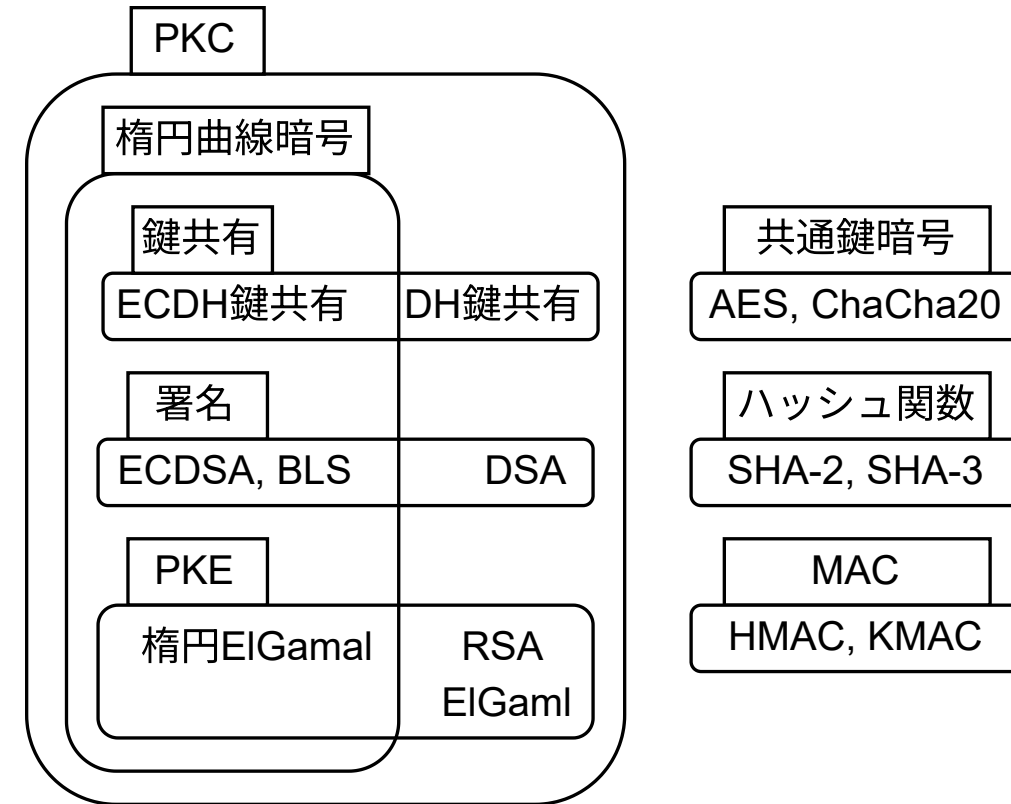 PKC
楕円曲線暗号
鍵共有
ECDH鍵共有 DH鍵共有
署名
ECDSA, BLS DSA
PKE
楕円ElGamal RSA
ElGaml
共通鍵暗号
AES, ChaCha20
ハッシュ関数
SHA-2, SHA-3
MAC
HMAC, KMAC